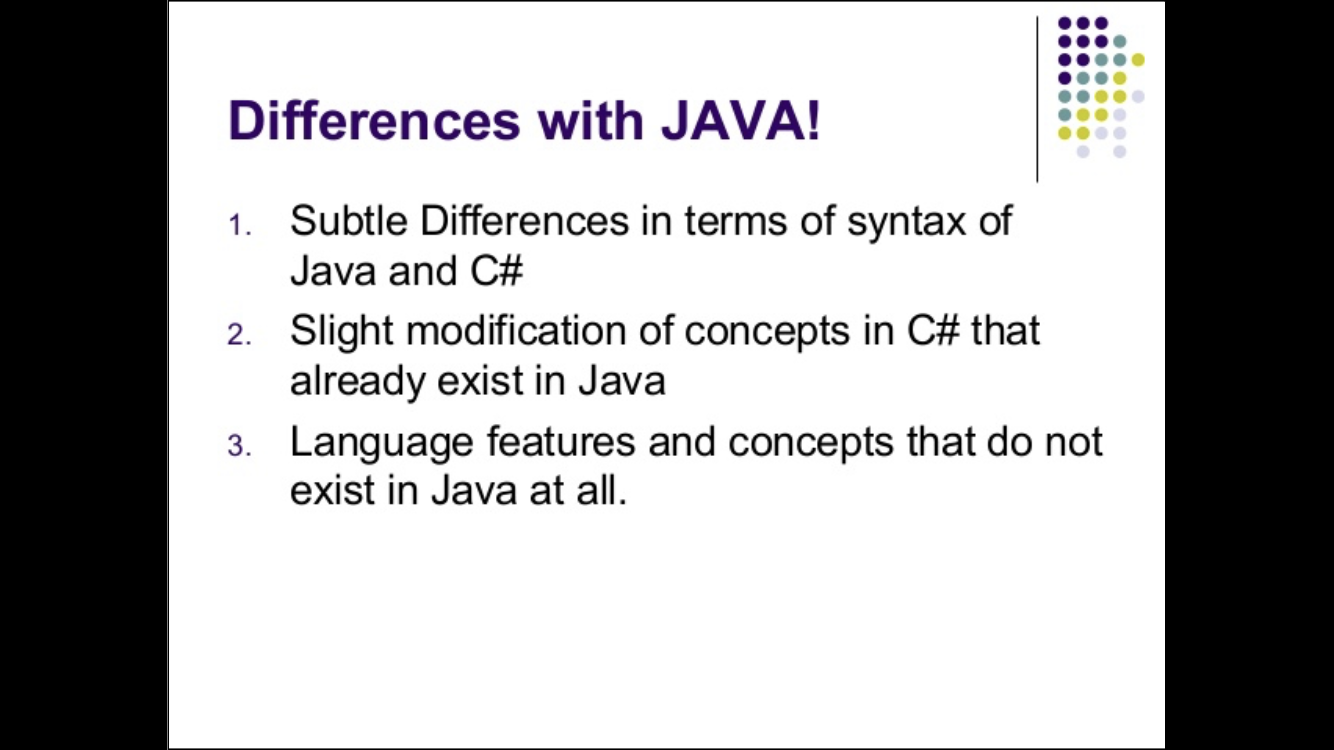 Differences with JAVA!
1. Subtle Differences in terms of syntax of
Java and C#
2. Slight modification of concepts in C# that
already exist in Java
3. Language features and concepts that do not
exist in Java at all.